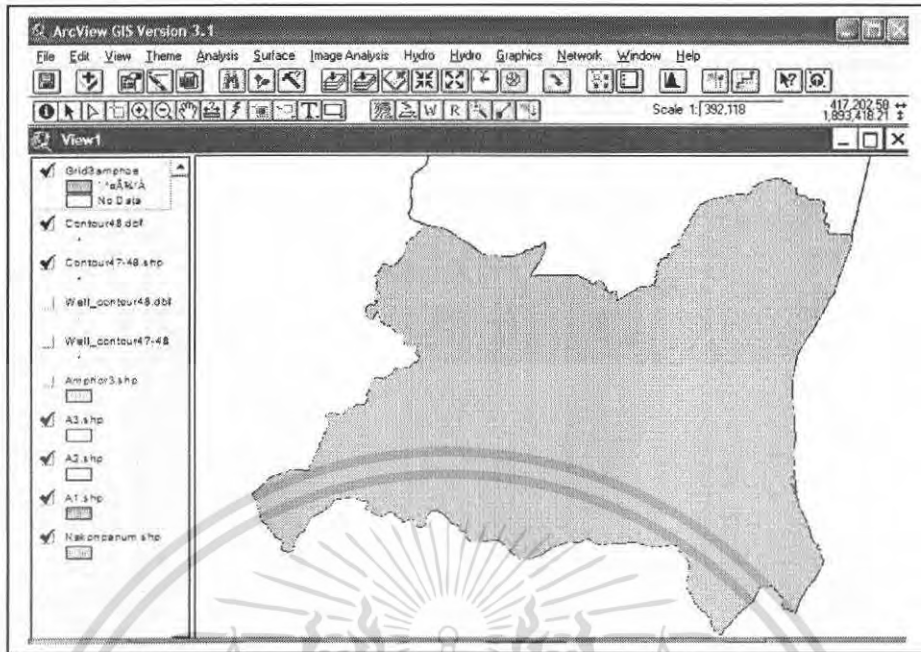 ArcView GIS Version 3.1
File Edit View Theme Analysis Surface Image Analysis Hydro Hydro Graphics Network Window Help
W R Scale 1: 392,118 417,202.58
1,893,418.21
View1
Grid3amphoe
No Data
Contour48.dbf
Contour47-48.shp
Well_contour48.dbf
Well_contour47-48
Amphor3.shp
A3.shp
A2.shp
A1.shp
Nakonpanum.shp